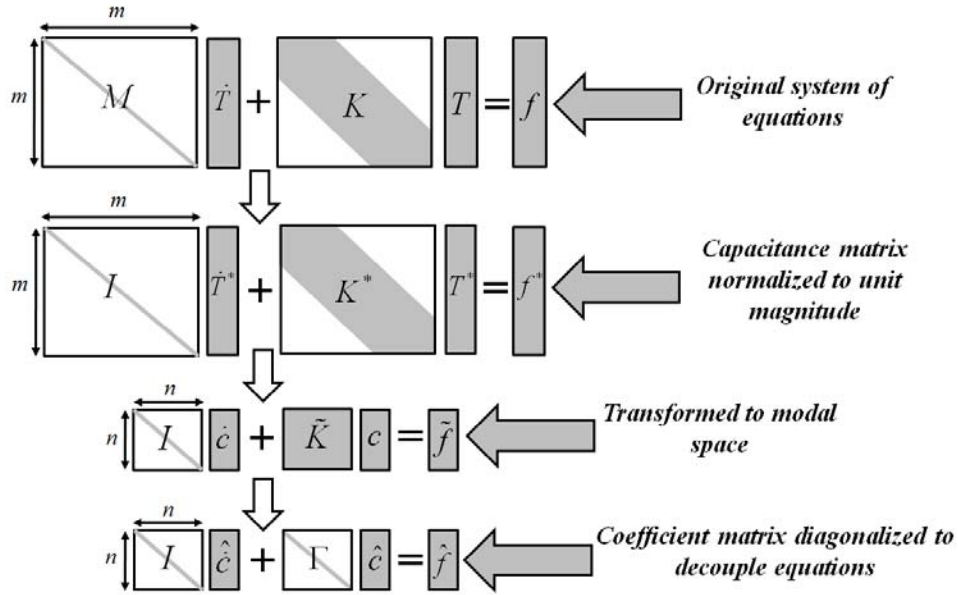 m
m M Ṫ + K T = f Original system of
equations
m
m I Ṫ* + K* T* = f* Capacitance matrix
normalized to unit
magnitude
n
n I ċ + K̃ c = f̃ Transformed to modal
space
n
n I ĉ̇ + Γ ĉ = f̂ Coefficient matrix diagonalized to
decouple equations